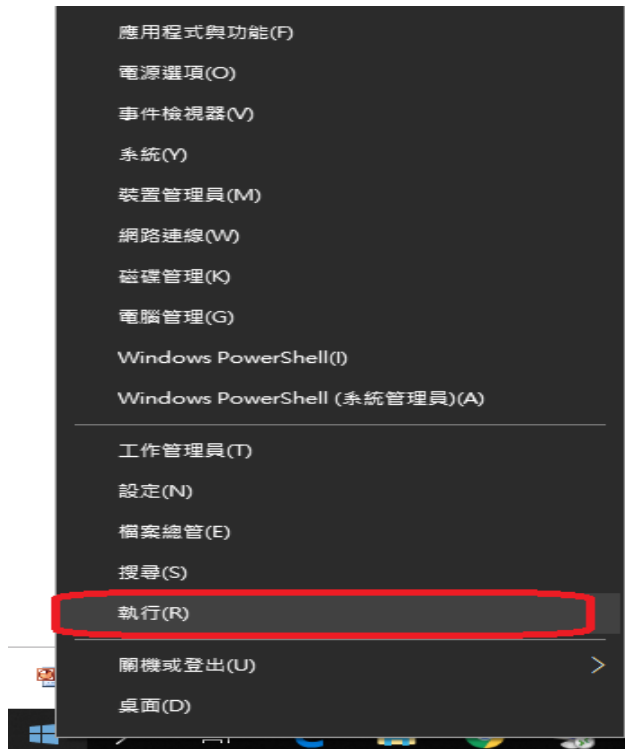 應用程式與功能(F)
電源選項(O)
事件檢視器(V)
系統(Y)
裝置管理員(M)
網路連線(W)
磁碟管理(K)
電腦管理(G)
Windows PowerShell(I)
Windows PowerShell (系統管理員)(A)
工作管理員(T)
設定(N)
檔案總管(E)
搜尋(S)
執行(R)
關機或登出(U)
桌面(D)